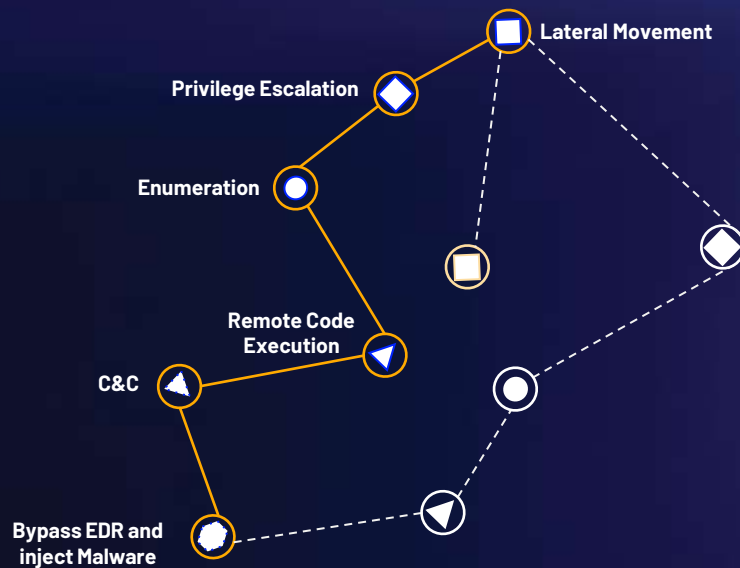 Lateral Movement
Privilege Escalation
Enumeration
Remote Code
Execution
C&C
Bypass EDR and
inject Malware